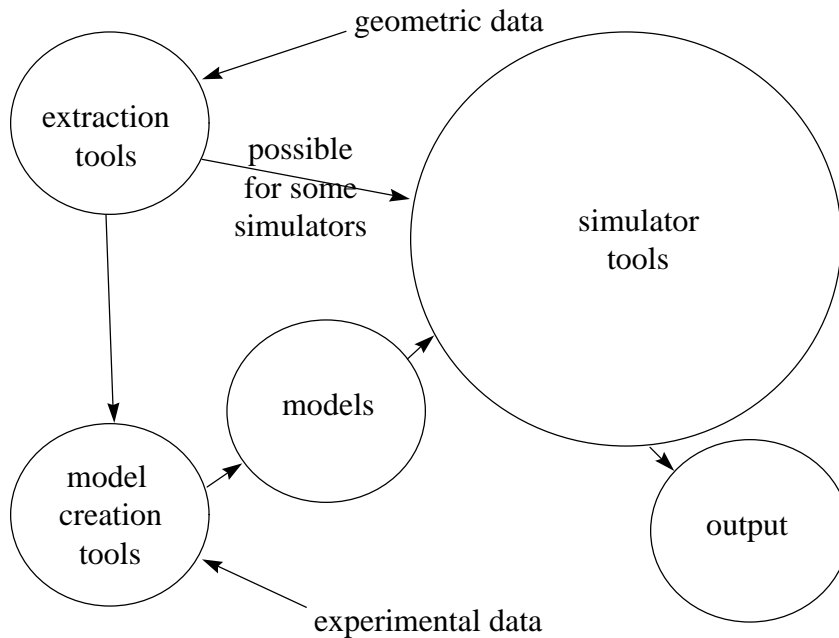 geometric data
extraction
tools
possible
for some
simulators
simulator
tools
models
model
creation
tools
output
experimental data